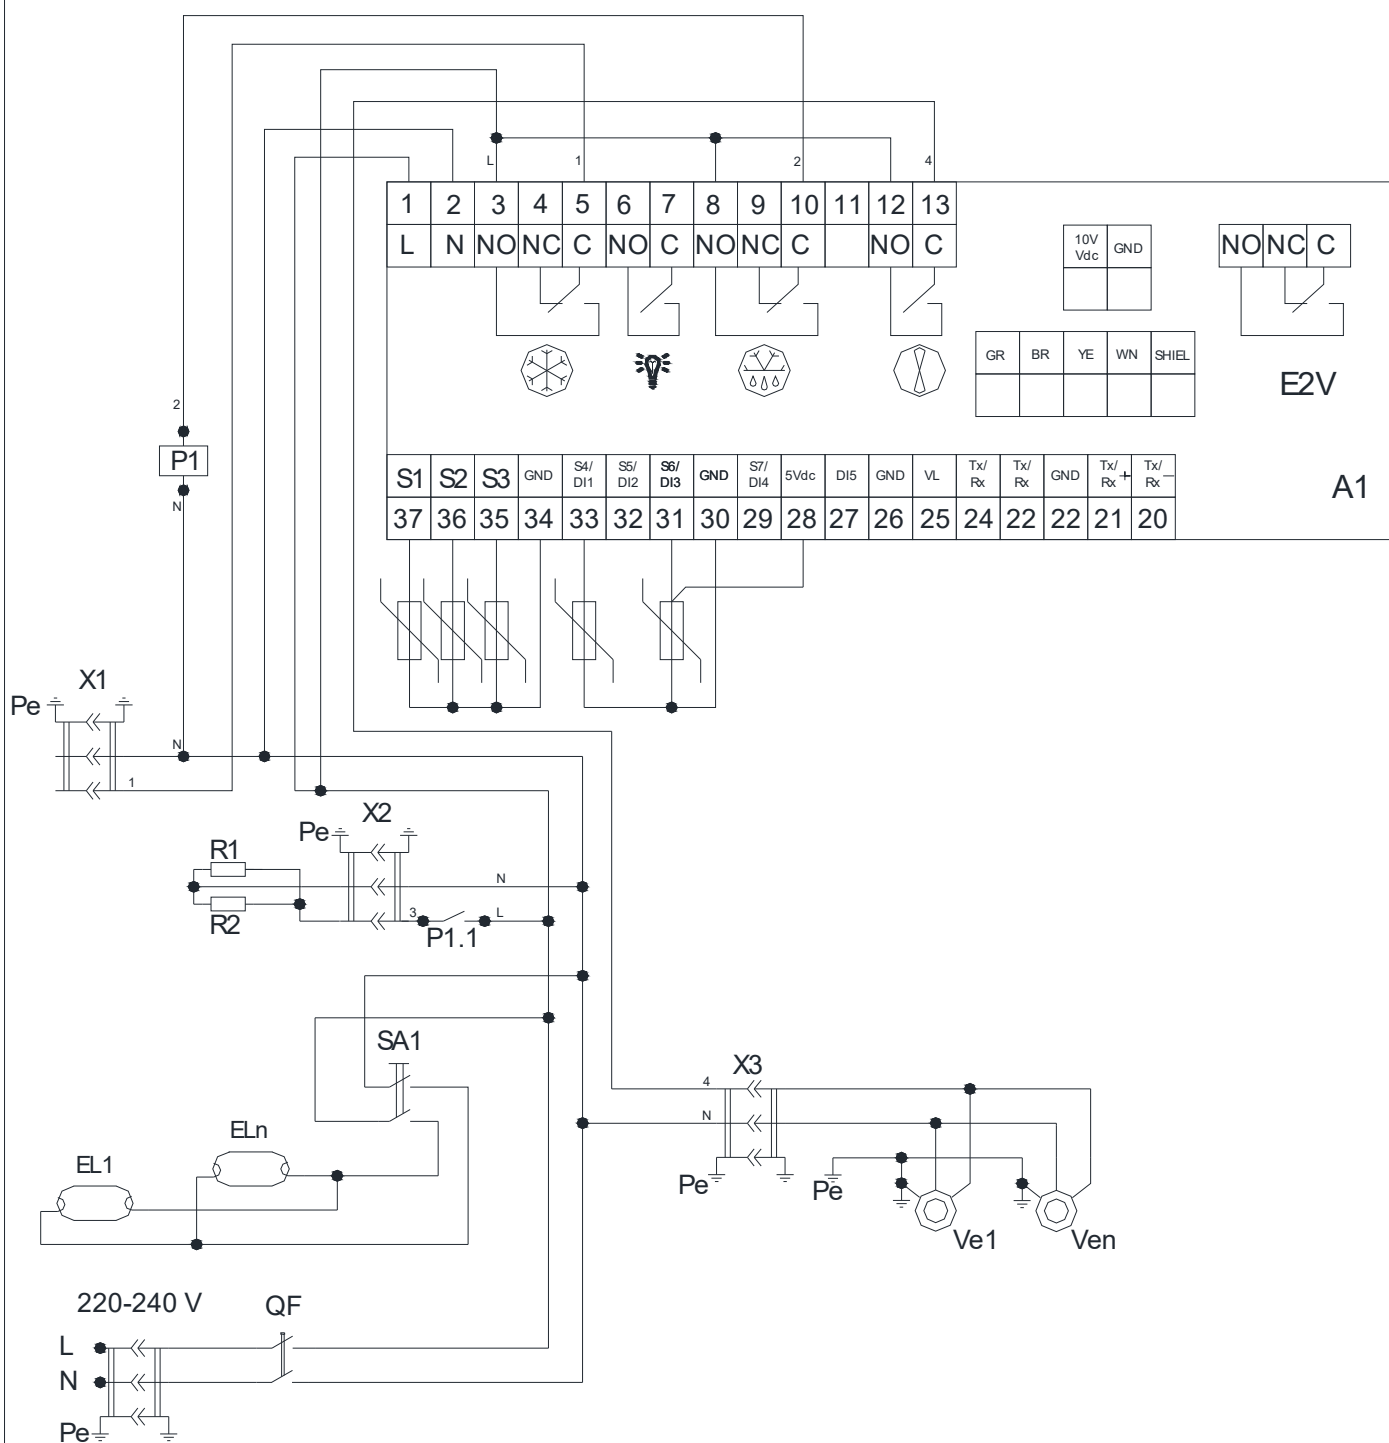 L 1 2 4
1 2 3 4 5 6 7 8 9 10 11 12 13
L N NO NC C NO C NO NC C NO C
10V Vdc GND
NO NC C
GR BR YE WN SHIEL
E2V
2
P1
N
S1 S2 S3 GND S4/ DI1 S5/ DI2 S6/ DI3 GND S7/ DI4 5Vdc DI5 GND VL Tx/ Rx Tx/ Rx GND Tx/ Rx + Tx/ Rx —
A1
37 36 35 34 33 32 31 30 29 28 27 26 25 24 22 22 21 20
X1
Pe
N
1
X2
Pe
R1
N
R2
3 L
P1.1
SA1
X3
4
N
ELn
EL1
Pe Pe
Ve1 Ven
220-240 V QF
L
N
Pe